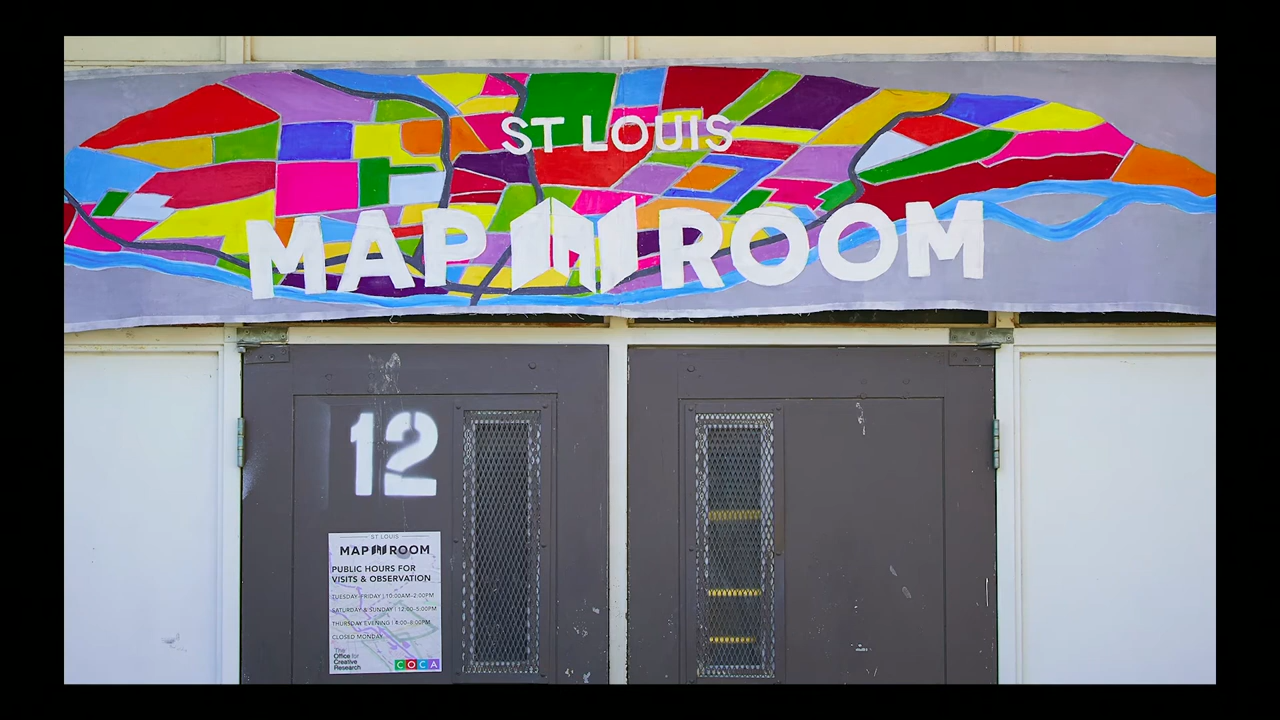 ST LOUIS
MAP ROOM
12
ST LOUIS
MAP ROOM
PUBLIC HOURS FOR
VISITS & OBSERVATION
TUESDAY-FRIDAY | 10:00AM-2:00PM
SATURDAY & SUNDAY | 12:00-5:00PM
THURSDAY EVENING | 4:00-8:00PM
CLOSED MONDAY
The
Office for
Creative
Research
COCA